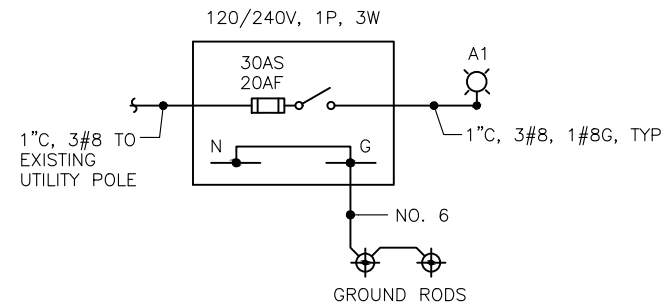 120/240V, 1P, 3W
30AS
20AF
A1
1"C, 3#8 TO
EXISTING
UTILITY POLE
N
G
1"C, 3#8, 1#8G, TYP
NO. 6
GROUND RODS